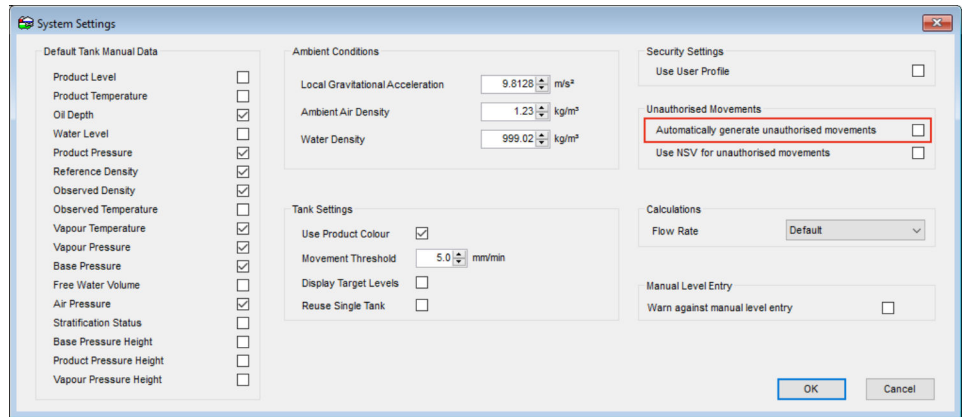 System Settings
Default Tank Manual Data
Product Level
Product Temperature
Oil Depth
Water Level
Product Pressure
Reference Density
Observed Density
Observed Temperature
Vapour Temperature
Vapour Pressure
Base Pressure
Free Water Volume
Air Pressure
Stratification Status
Base Pressure Height
Product Pressure Height
Vapour Pressure Height
Ambient Conditions
Local Gravitational Acceleration 9.8128 m/s²
Ambient Air Density 1.23 kg/m³
Water Density 999.02 kg/m³
Tank Settings
Use Product Colour
Movement Threshold 5.0 mm/min
Display Target Levels
Reuse Single Tank
Security Settings
Use User Profile
Unauthorised Movements
Automatically generate unauthorised movements
Use NSV for unauthorised movements
Calculations
Flow Rate Default
Manual Level Entry
Warn against manual level entry
OK Cancel